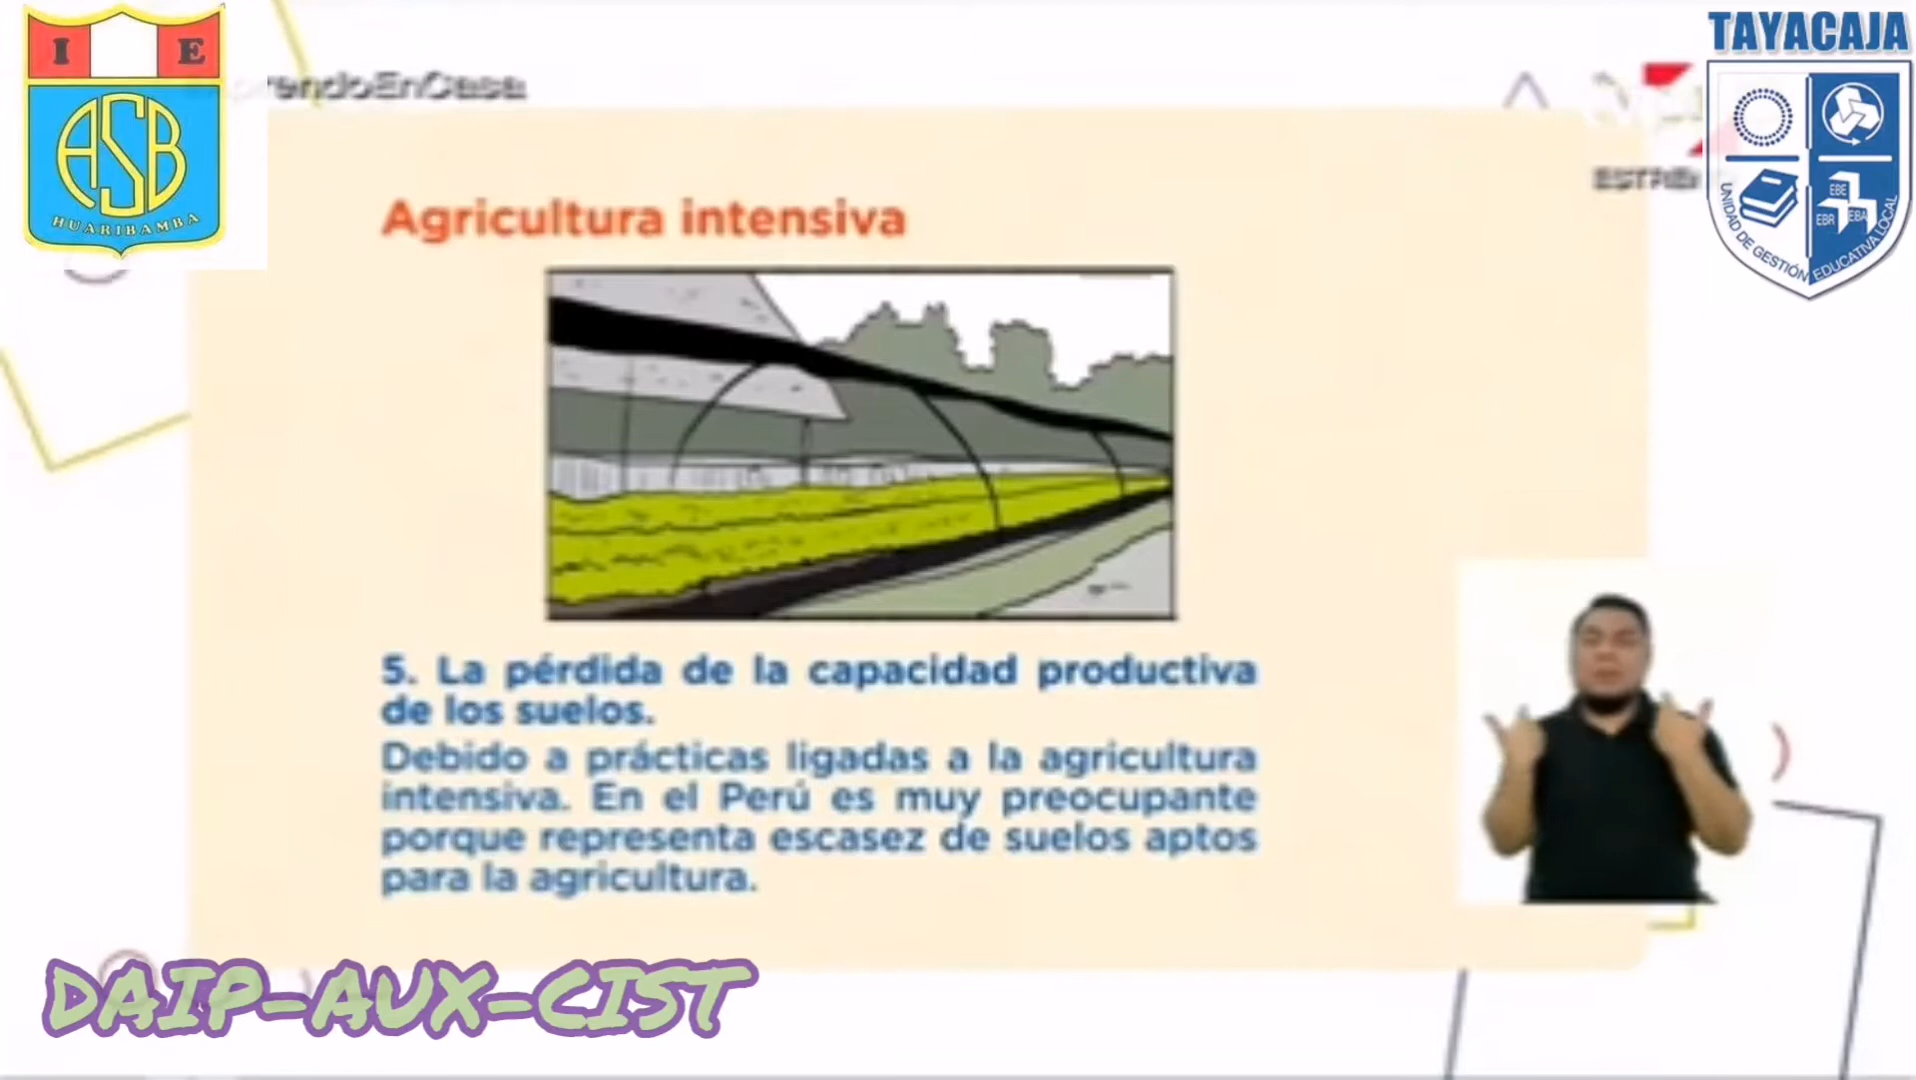 I E
ASB
HUARIBAMBA
rendoEnCasa
TAYACAJA
EBE
EBR EBA
UNIDAD DE GESTIÓN EDUCATIVA LOCAL
Agricultura intensiva
5. La pérdida de la capacidad productiva
de los suelos.
Debido a prácticas ligadas a la agricultura
intensiva. En el Perú es muy preocupante
porque representa escasez de suelos aptos
para la agricultura.
DAIP-AUX-CIST